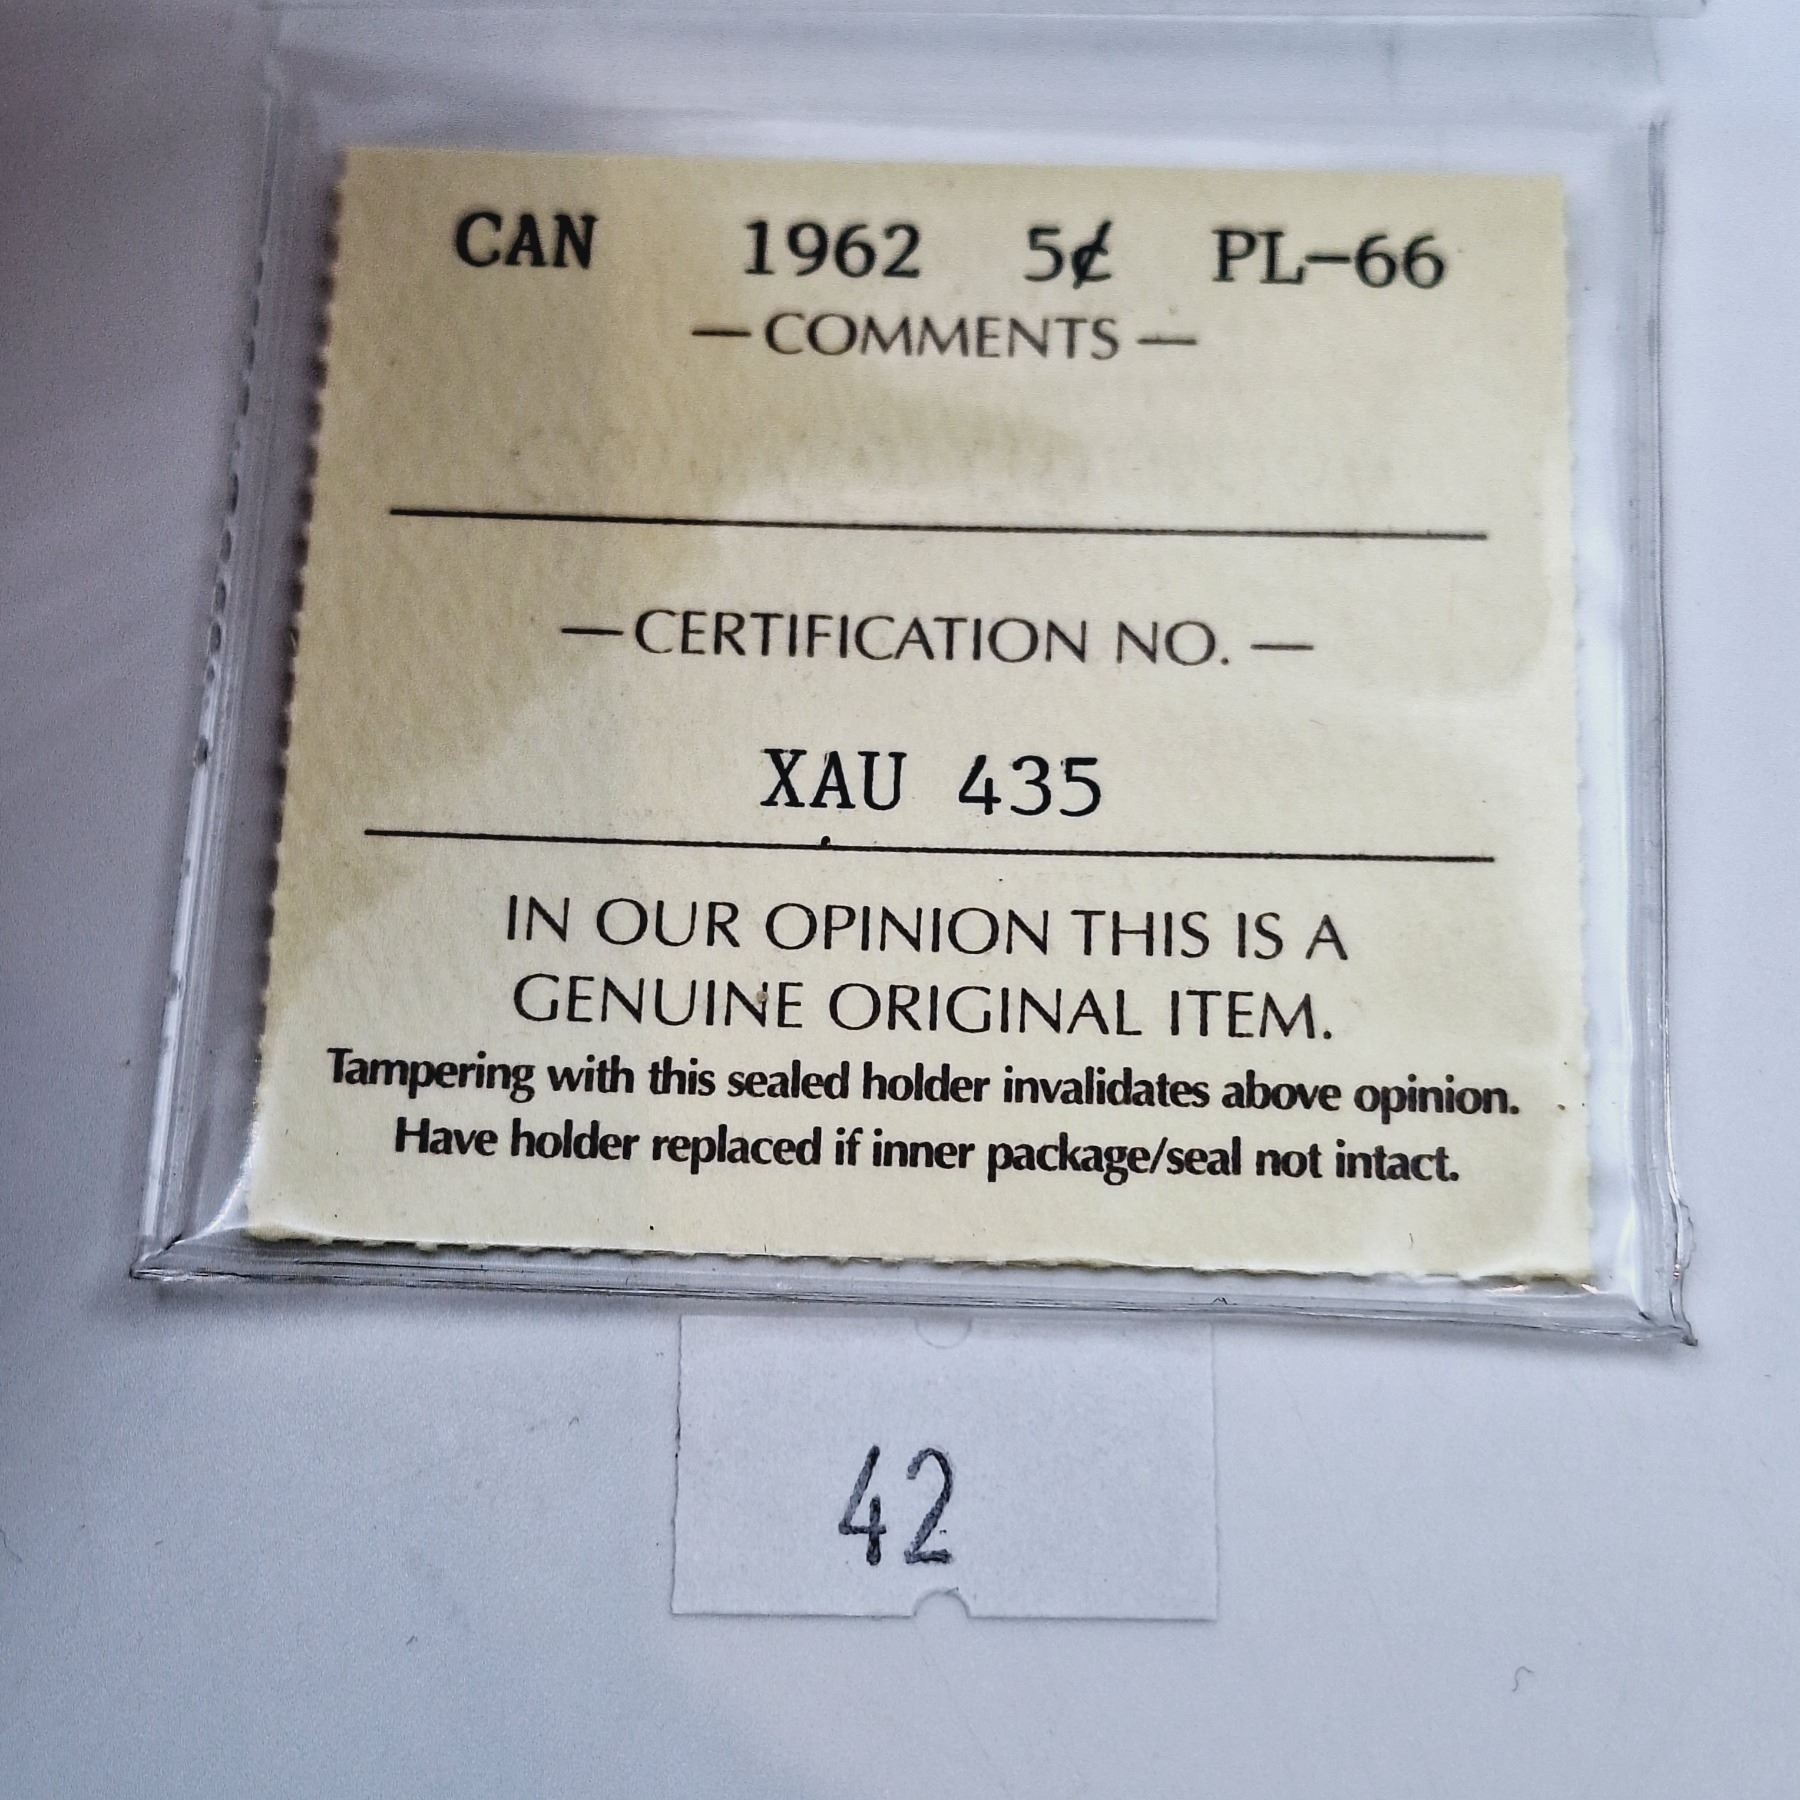 CAN 1962 5¢ PL-66
— COMMENTS —
— CERTIFICATION NO. —
XAU 435
IN OUR OPINION THIS IS A
GENUINE ORIGINAL ITEM.
Tampering with this sealed holder invalidates above opinion.
Have holder replaced if inner package/seal not intact.
42